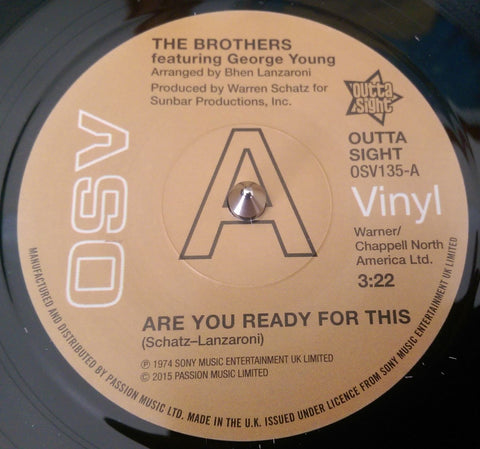 THE BROTHERS
featuring George Young
Arranged by Bhen Lanzaroni
Produced by Warren Schatz for
Sunbar Productions, Inc.
outta
sight
OSV
A
OUTTA
SIGHT
OSV135-A
Vinyl
Warner/
Chappell North
America Ltd.
3:22
ARE YOU READY FOR THIS
(Schatz–Lanzaroni)
℗ 1974 SONY MUSIC ENTERTAINMENT UK LIMITED
© 2015 PASSION MUSIC LIMITED
MANUFACTURED AND DISTRIBUTED BY PASSION MUSIC LTD. MADE IN THE U.K. ISSUED UNDER LICENCE FROM SONY MUSIC ENTERTAINMENT UK LIMITED